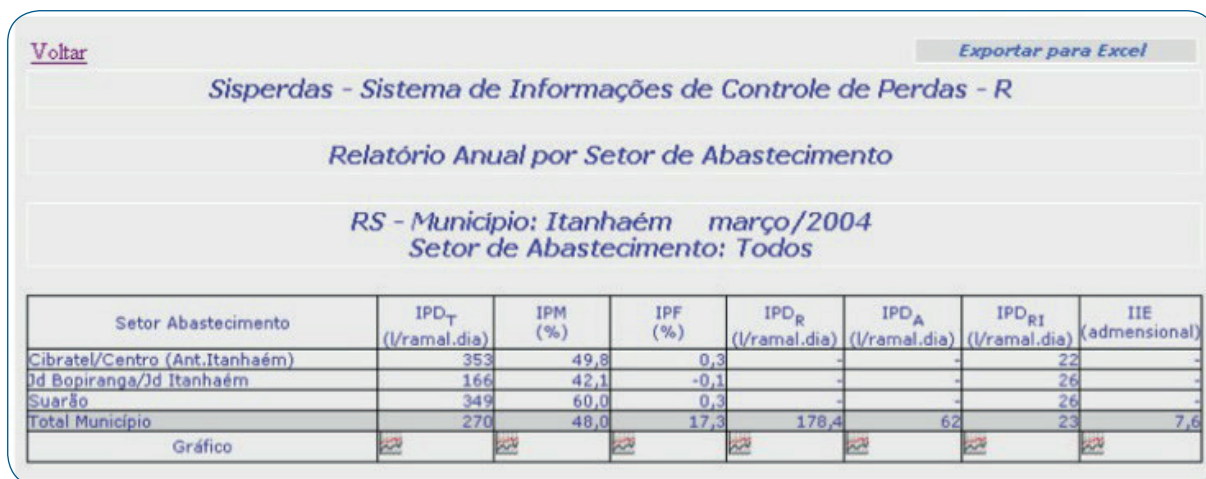 Voltar
Exportar para Excel
Sisperdas - Sistema de Informações de Controle de Perdas - R
Relatório Anual por Setor de Abastecimento
RS - Município: Itanhaém março/2004
Setor de Abastecimento: Todos
Setor Abastecimento IPDT (l/ramal.dia) IPM (%) IPF (%) IPDR (l/ramal.dia) IPDA (l/ramal.dia) IPDRI (l/ramal.dia) IIE (admensional)
Cibratel/Centro (Ant.Itanhaém) 353 49,8 0,3 - - 22 -
Jd Bopiranga/Jd Itanhaém 166 42,1 -0,1 - - 26 -
Suarão 349 60,0 0,3 - - 26 -
Total Município 270 48,0 17,3 178,4 62 23 7,6
Gráfico